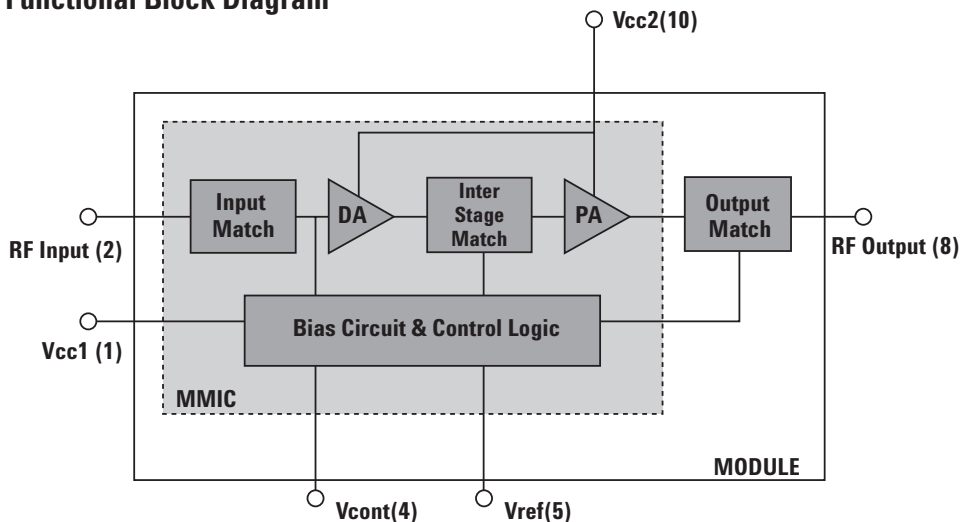 Functional Block Diagram
Vcc2(10)
Input
Match
DA
Inter
Stage
Match
PA
Output
Match
RF Input (2)
RF Output (8)
Bias Circuit & Control Logic
Vcc1 (1)
MMIC
MODULE
Vcont(4)
Vref(5)